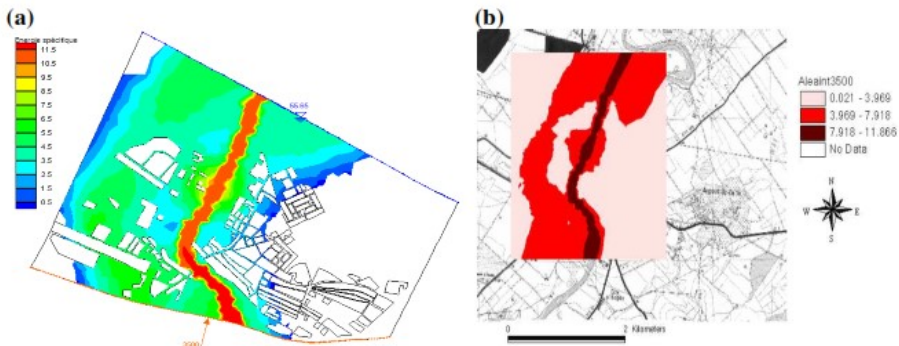 (a)
Energie spécifique
11.5
10.5
9.5
8.5
7.5
6.5
5.5
4.5
3.5
2.5
1.5
0.5
3500
(b)
Aleaint3500
0.021 - 3.969
3.969 - 7.918
7.918 - 11.866
No Data
N
W E
S
0 2 Kilometers